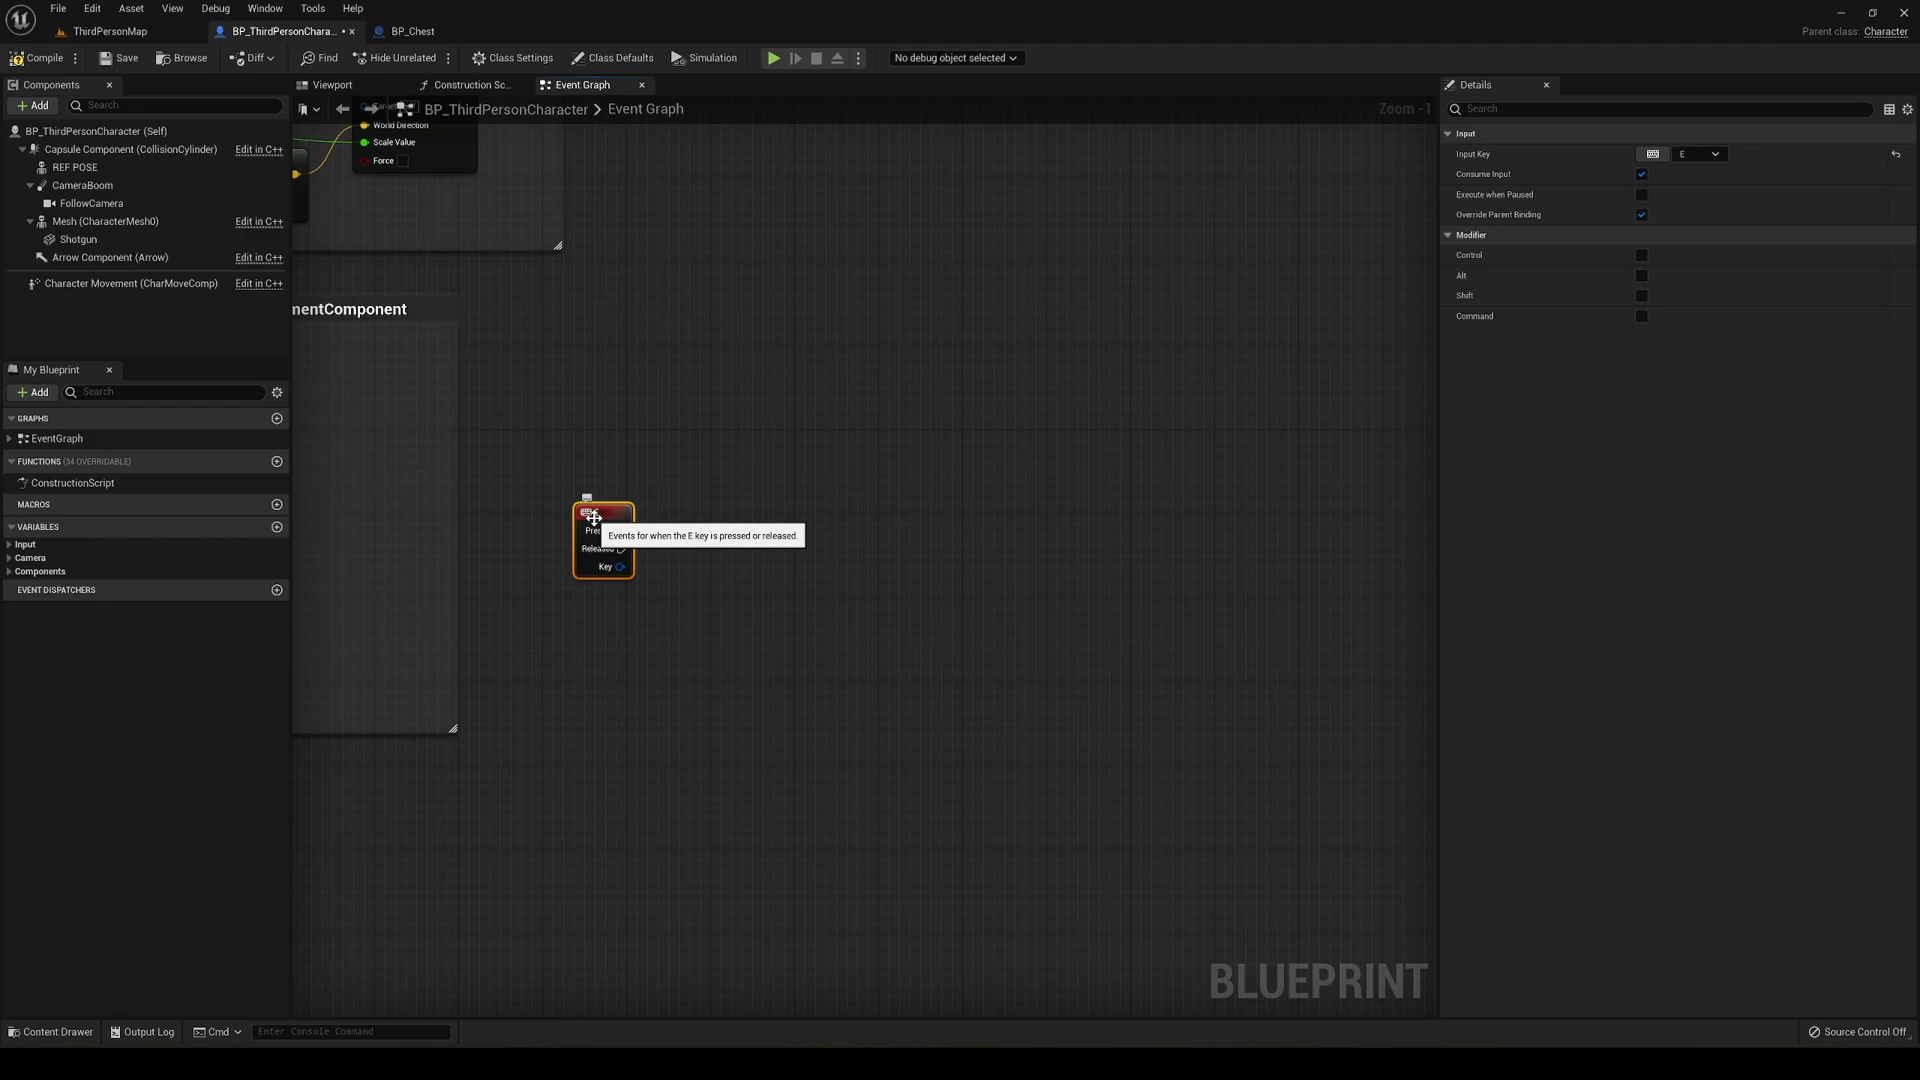 File Edit Asset View Debug Window Tools Help
ThirdPersonMap
BP_ThirdPersonChara...
BP_Chest
Parent class: Character
Compile
Save
Browse
Diff
Find
Hide Unrelated
Class Settings
Class Defaults
Simulation
No debug object selected
Components
Add
Search
BP_ThirdPersonCharacter (Self)
Capsule Component (CollisionCylinder) Edit in C++
REF POSE
CameraBoom
FollowCamera
Mesh (CharacterMesh0) Edit in C++
Shotgun
Arrow Component (Arrow) Edit in C++
Character Movement (CharMoveComp) Edit in C++
My Blueprint
Add
Search
GRAPHS
EventGraph
FUNCTIONS (34 OVERRIDABLE)
ConstructionScript
MACROS
VARIABLES
Input
Camera
Components
EVENT DISPATCHERS
Viewport
Construction Sc...
Event Graph
BP_ThirdPersonCharacter > Event Graph
Zoom -1
World Direction
Scale Value
Force
mentComponent
Released
Key
Events for when the E key is pressed or released.
BLUEPRINT
Details
Search
Input
Input Key E
Consume Input
Execute when Paused
Override Parent Binding
Modifier
Control
Alt
Shift
Command
Content Drawer
Output Log
Cmd
Enter Console Command
Source Control Off